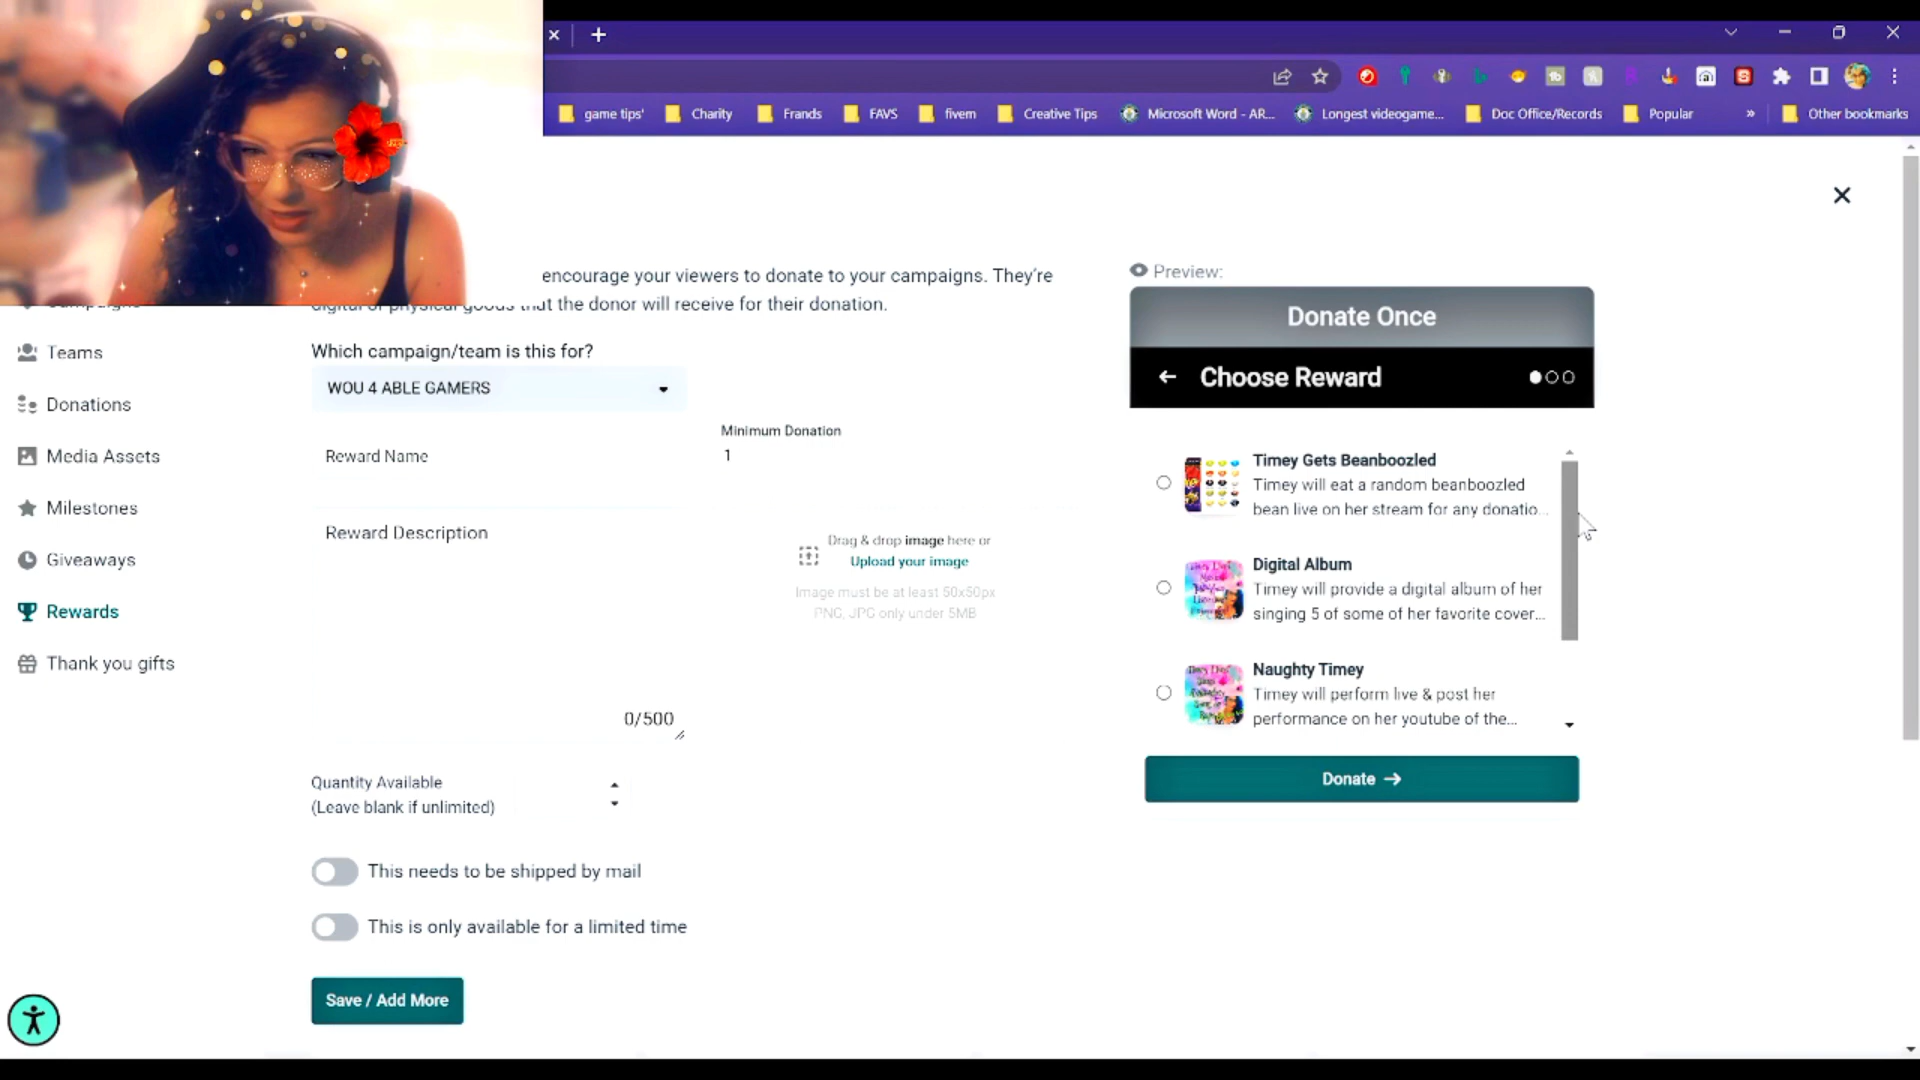 game tips'
Charity
Frands
FAVS
fivem
Creative Tips
Microsoft Word - AR...
Longest videogame...
Doc Office/Records
Popular
»
Other bookmarks
encourage your viewers to donate to your campaigns. They're
digital or physical goods that the donor will receive for their donation.
Which campaign/team is this for?
WOU 4 ABLE GAMERS
Reward Name
Minimum Donation
1
Reward Description
Drag & drop image here or
Upload your image
Image must be at least 50x50px
PNG, JPG only under 5MB
0/500
Quantity Available
(Leave blank if unlimited)
This needs to be shipped by mail
This is only available for a limited time
Save / Add More
Campaigns
Teams
Donations
Media Assets
Milestones
Giveaways
Rewards
Thank you gifts
Preview:
Donate Once
Choose Reward
Timey Gets Beanboozled
Timey will eat a random beanboozled
bean live on her stream for any donatio...
Digital Album
Timey will provide a digital album of her
singing 5 of some of her favorite cover...
Naughty Timey
Timey will perform live & post her
performance on her youtube of the...
Donate →